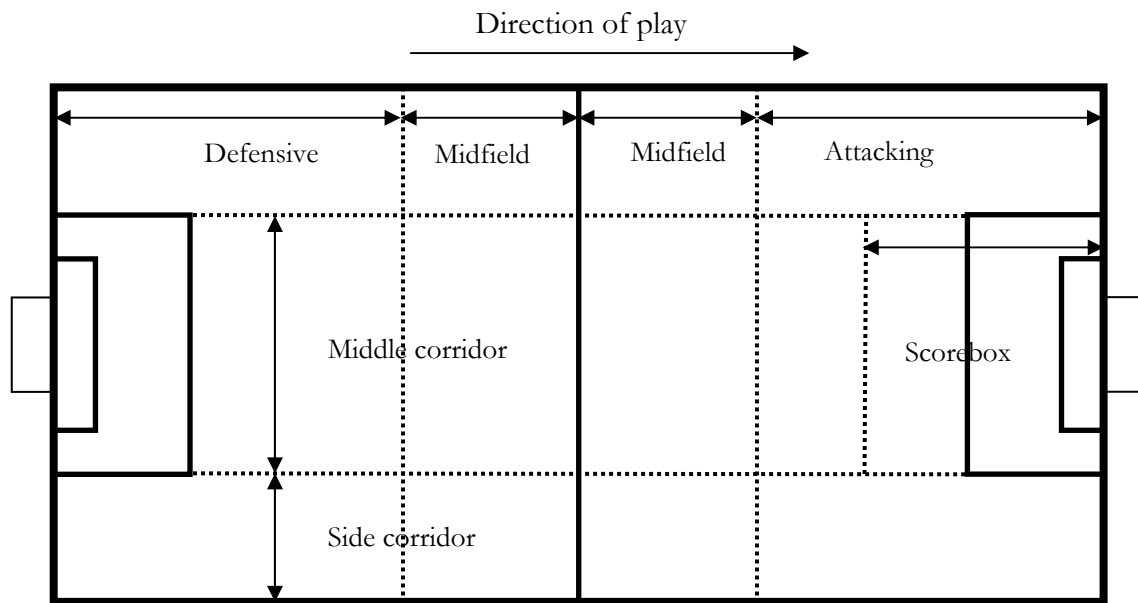 Direction of play
Defensive
Midfield
Midfield
Attacking
Middle corridor
Scorebox
Side corridor